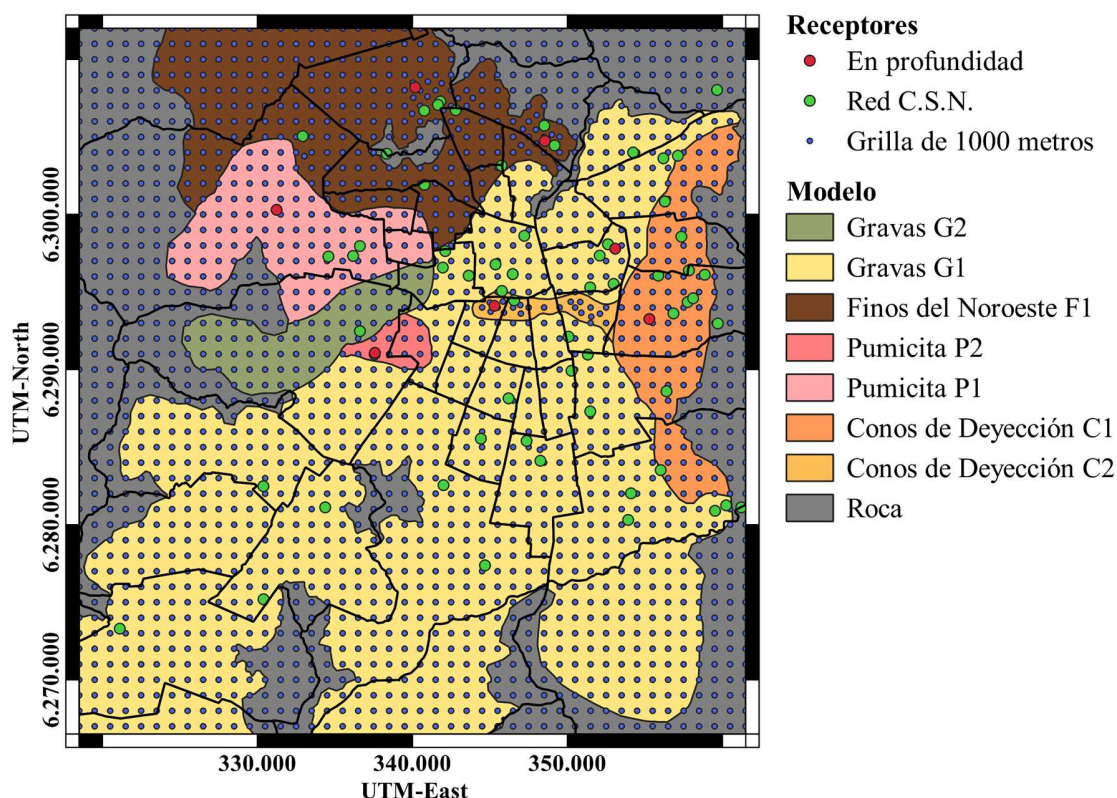 Receptores
En profundidad
Red C.S.N.
Grilla de 1000 metros
Modelo
Gravas G2
Gravas G1
Finos del Noroeste F1
Pumicita P2
Pumicita P1
Conos de Deyección C1
Conos de Deyección C2
Roca
UTM-North
6.300.000
6.290.000
6.280.000
6.270.000
330.000
340.000
350.000
UTM-East